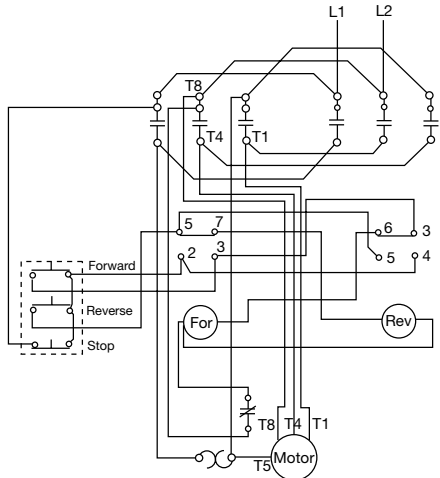 L1 L2
T8
T4 T1
5 7 6 3
2 3 5 4
Forward
Reverse
Stop
For Rev
T8 T4 T1
T5 Motor